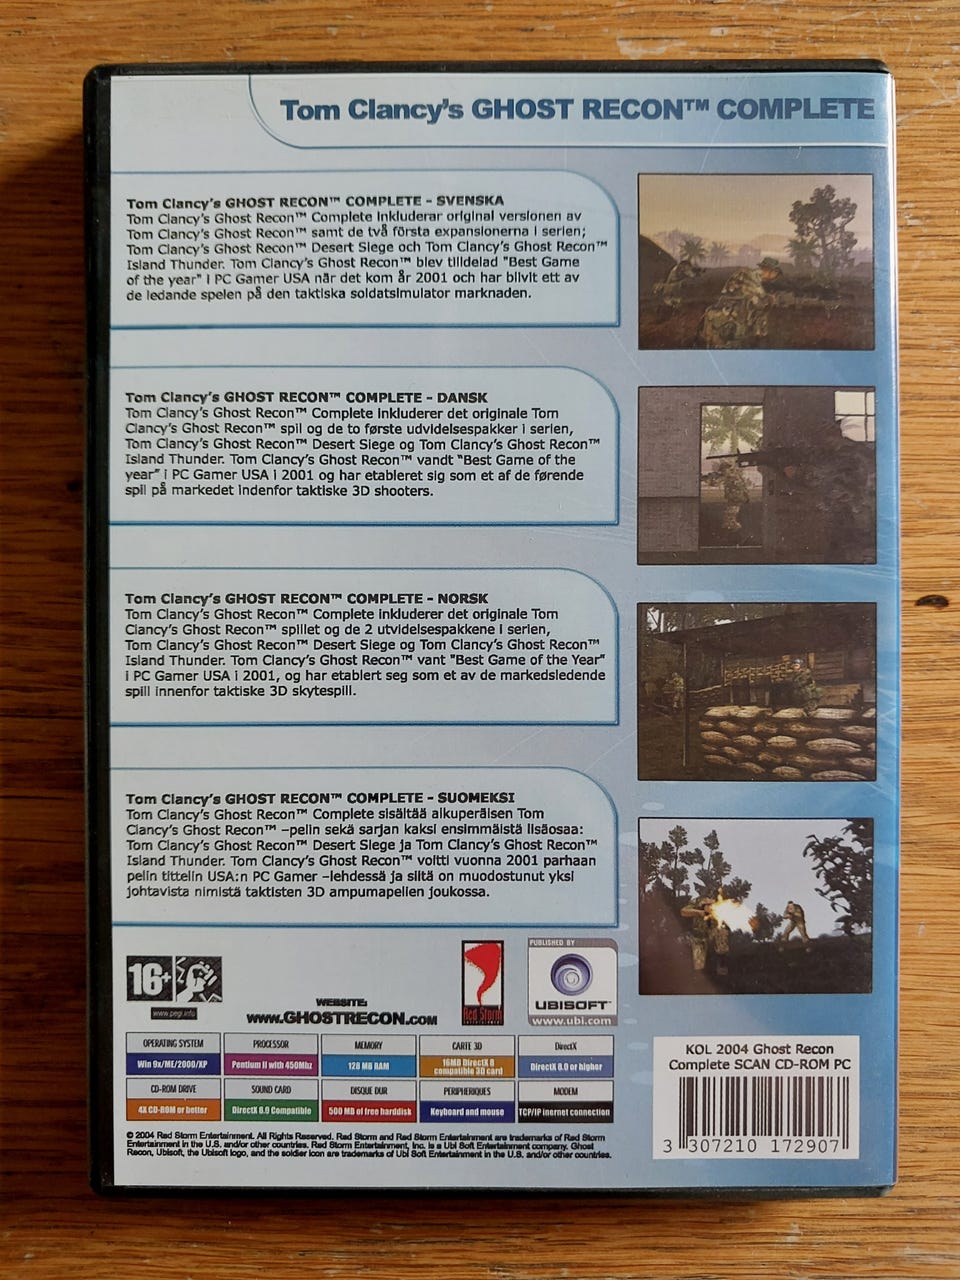 Tom Clancy's GHOST RECON™ COMPLETE
Tom Clancy's GHOST RECON™ COMPLETE - SVENSKA
Tom Clancy's Ghost Recon™ Complete inkluderar original versionen av
Tom Clancy's Ghost Recon™ samt de två första expansionerna i serien;
Tom Clancy's Ghost Recon™ Desert Siege och Tom Clancy's Ghost Recon™
Island Thunder. Tom Clancy's Ghost Recon™ blev tilldelad "Best Game
of the year" i PC Gamer USA när det kom år 2001 och har blivit ett av
de ledande spelen på den taktiska soldatsimulator marknaden.
Tom Clancy's GHOST RECON™ COMPLETE - DANSK
Tom Clancy's Ghost Recon™ Complete inkluderer det originale Tom
Clancy's Ghost Recon™ spil og de to første udvidelsespakker i serien,
Tom Clancy's Ghost Recon™ Desert Siege og Tom Clancy's Ghost Recon™
Island Thunder. Tom Clancy's Ghost Recon™ vandt "Best Game of the
year" i PC Gamer USA i 2001 og har etableret sig som et af de førende
spil på markedet indenfor taktiske 3D shooters.
Tom Clancy's GHOST RECON™ COMPLETE - NORSK
Tom Clancy's Ghost Recon™ Complete inkluderer det originale Tom
Clancy's Ghost Recon™ spillet og de 2 utvidelsespakkene i serien,
Tom Clancy's Ghost Recon™ Desert Siege og Tom Clancy's Ghost Recon™
Island Thunder. Tom Clancy's Ghost Recon™ vant "Best Game of the Year"
i PC Gamer USA i 2001, og har etablert seg som et av de markedsledende
spill innenfor taktiske 3D skytespill.
Tom Clancy's GHOST RECON™ COMPLETE - SUOMEKSI
Tom Clancy's Ghost Recon™ Complete sisältää alkuperäisen Tom
Clancy's Ghost Recon™ –pelin sekä sarjan kaksi ensimmäistä lisäosaa:
Tom Clancy's Ghost Recon™ Desert Siege ja Tom Clancy's Ghost Recon™
Island Thunder. Tom Clancy's Ghost Recon™ voitti vuonna 2001 parhaan
pelin tittelin USA:n PC Gamer –lehdessä ja siitä on muodostunut yksi
johtavista nimistä taktisten 3D ampumapelien joukossa.
16+
www.pegi.info
WEBSITE:
www.GHOSTRECON.com
Red Storm
Entertainment
PUBLISHED BY
UBISOFT™
www.ubi.com
OPERATING SYSTEM PROCESSOR MEMORY CARTE 3D DirectX
Win 9x/ME/2000/XP Pentium II with 450Mhz 128 MB RAM 16MB DirectX 8 compatible 3D card DirectX 8.0 or higher
CD-ROM DRIVE SOUND CARD DISQUE DUR PERIPHERIQUES MODEM
4X CD-ROM or better DirectX 8.0 Compatible 500 MB of free harddisk Keyboard and mouse TCP/IP inernet connection
© 2004 Red Storm Entertainment. All Rights Reserved. Red Storm and Red Storm Entertainment are trademarks of Red Storm
Entertainment in the U.S. and/or other countries. Red Storm Entertainment, Inc. is a Ubi Soft Entertainment company. Ghost
Recon, Ubisoft, the Ubisoft logo, and the soldier icon are trademarks of Ubi Soft Entertainment in the U.S. and/or other countries.
KOL 2004 Ghost Recon
Complete SCAN CD-ROM PC
3 307210 172907